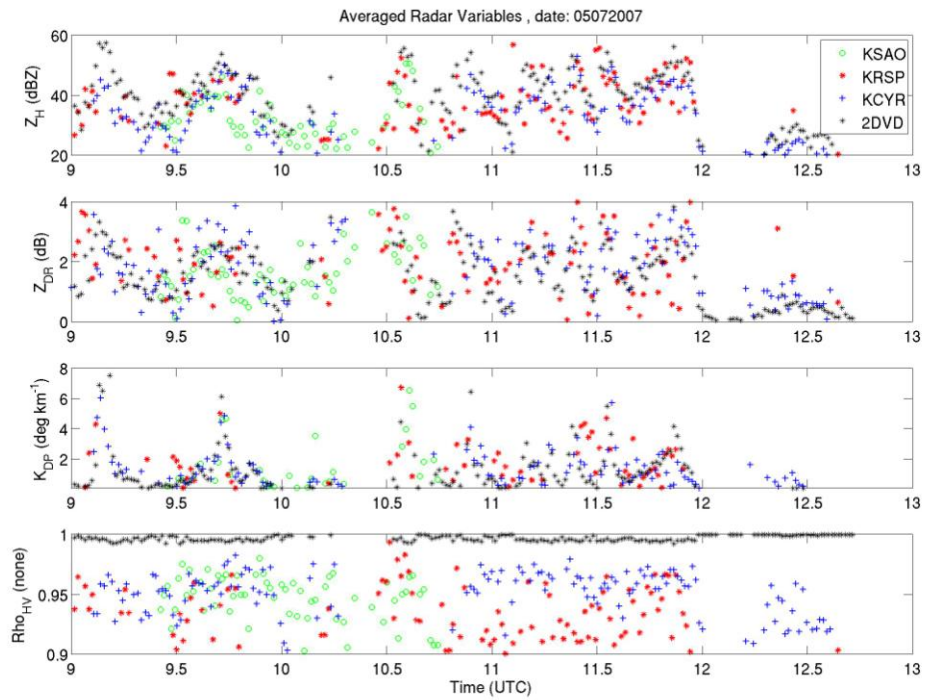 Averaged Radar Variables , date: 05072007
Z_H (dBZ)
60
40
20
KSAO
KRSP
KCYR
2DVD
9 9.5 10 10.5 11 11.5 12 12.5 13
Z_DR (dB)
4
2
0
9 9.5 10 10.5 11 11.5 12 12.5 13
K_DP (deg km⁻¹)
8
6
4
2
9 9.5 10 10.5 11 11.5 12 12.5 13
Rho_HV (none)
1
0.95
0.9
9 9.5 10 10.5 11 11.5 12 12.5 13
Time (UTC)